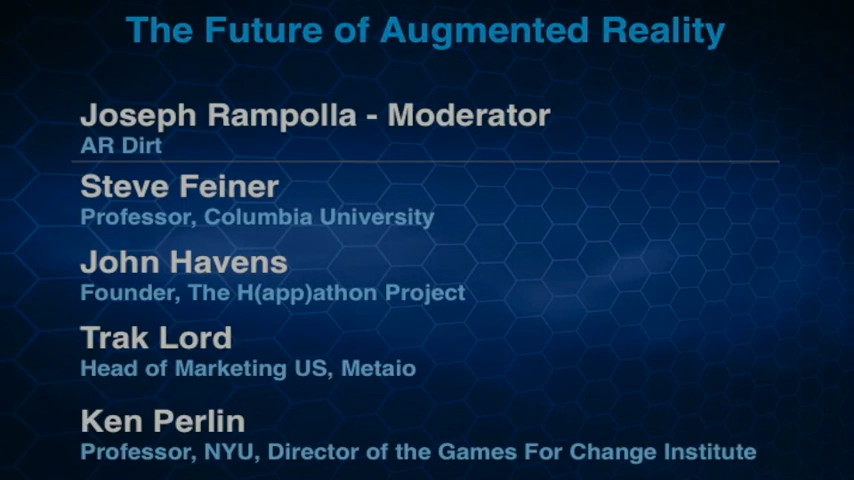 The Future of Augmented Reality
Joseph Rampolla - Moderator
AR Dirt
Steve Feiner
Professor, Columbia University
John Havens
Founder, The H(app)athon Project
Trak Lord
Head of Marketing US, Metaio
Ken Perlin
Professor, NYU, Director of the Games For Change Institute